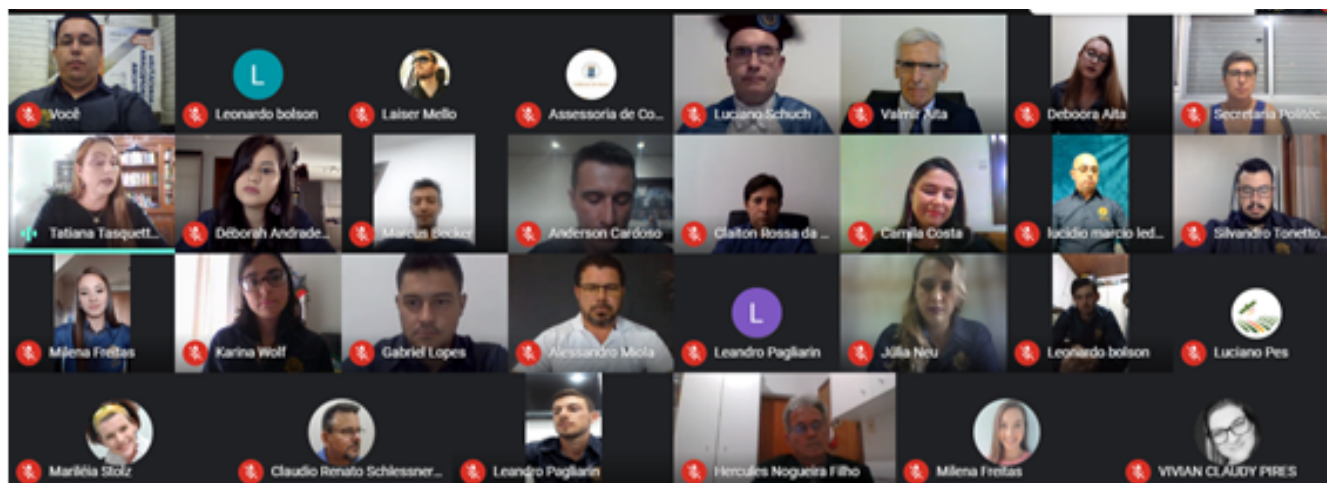 Você
L
Leonardo bolson
Laiser Mello
Assessoria de Co...
Luciano Schuch
Valmir Aita
Deboora Aita
Secretaria Politéc...
Tatiana Tasquett...
Déborah Andrade...
Marcus Becker
Anderson Cardoso
Claiton Rossa da ...
Camila Costa
lucidio marcio led...
Silvandro Tonetto...
Milena Freitas
Karina Wolf
Gabriel Lopes
Alessandro Miola
L
Leandro Pagliarin
Júlia Neu
Leonardo bolson
Luciano Pes
Mariléia Stolz
Claudio Renato Schlessner...
Leandro Pagliarin
Hercules Nogueira Filho
Milena Freitas
VIVIAN CLAUDY PIRES